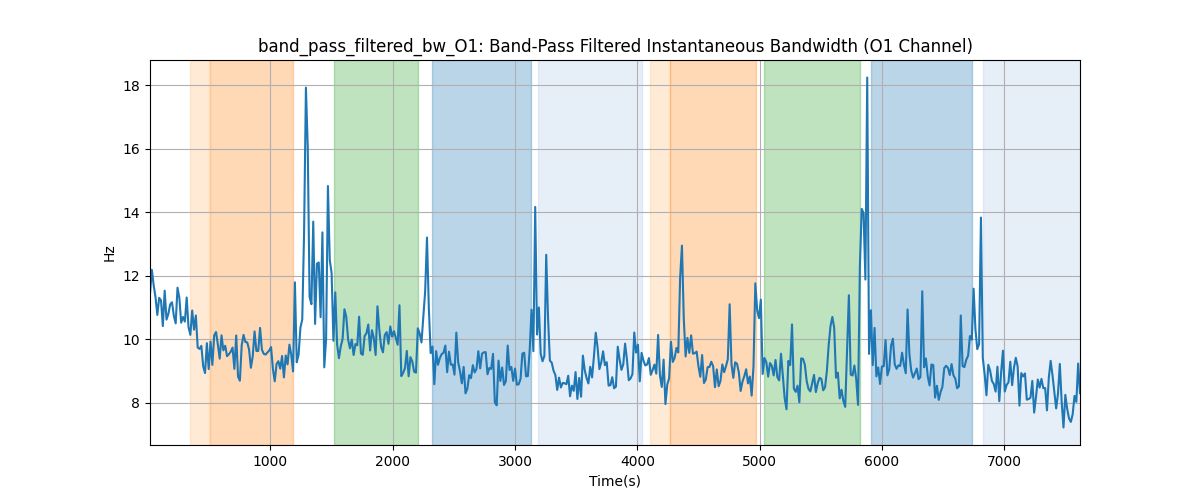 band_pass_filtered_bw_O1: Band-Pass Filtered Instantaneous Bandwidth (O1 Channel)
18
16
14
12
10
8
Hz
1000 2000 3000 4000 5000 6000 7000
Time(s)